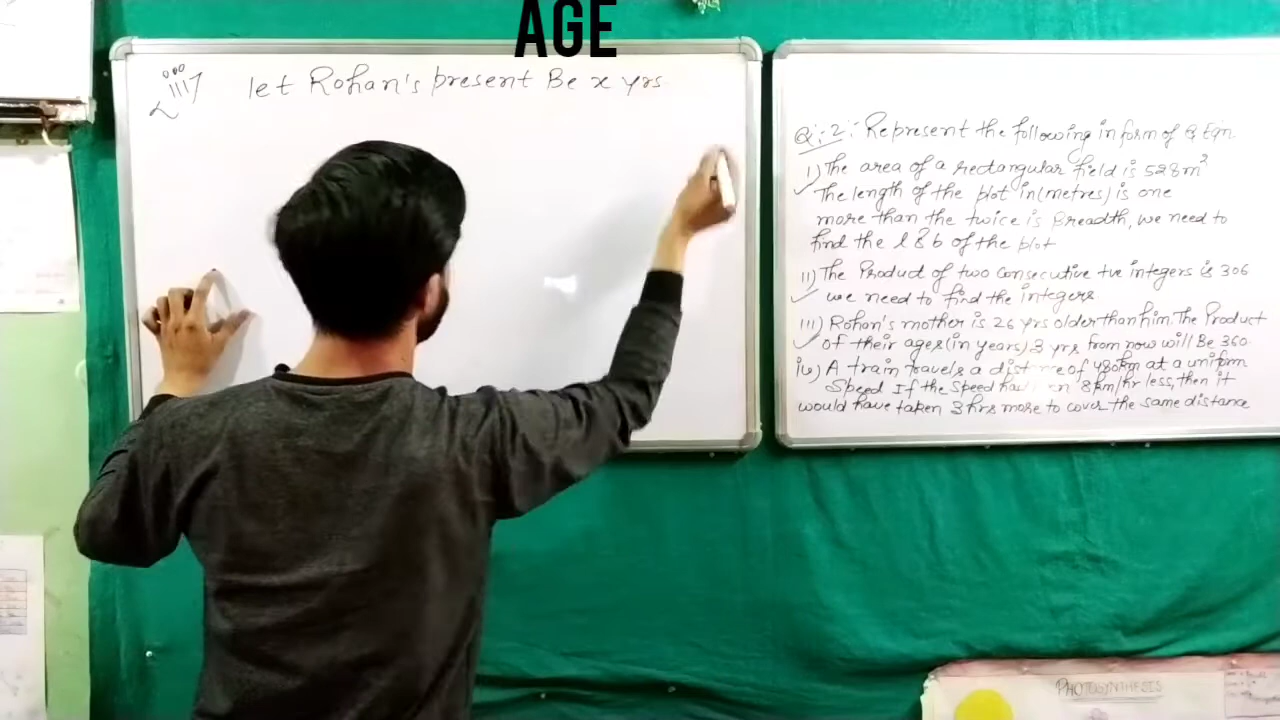 AGE
iii)
let Rohan's present Be x yrs.
Q:-2:- Represent the following in form of Q Eqn
i) The area of a rectangular field is 528m²
The length of the plot in(metres) is one
more than the twice is Breadth, we need to
find the l & b of the plot
ii) The Product of two consecutive +ve integers is 306
we need to find the integers.
iii) Rohan's mother is 26 yrs older than him. The Product
of their ages(in years) 3 yrs from now will Be 360.
iv) A train travels a distance of 480km at a uniform
Speed If the Speed had 8km/hr less, then it
would have taken 3 hrs more to cover the same distance
PHOTOSYNTHESIS